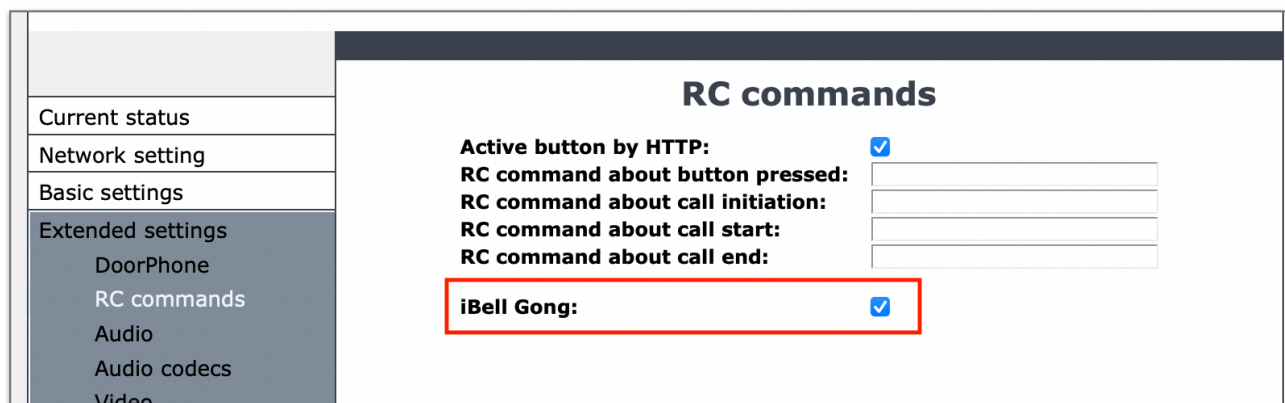 RC commands
Current status
Network setting
Basic settings
Extended settings
DoorPhone
RC commands
Audio
Audio codecs
Video
Active button by HTTP:
RC command about button pressed:
RC command about call initiation:
RC command about call start:
RC command about call end:
iBell Gong: